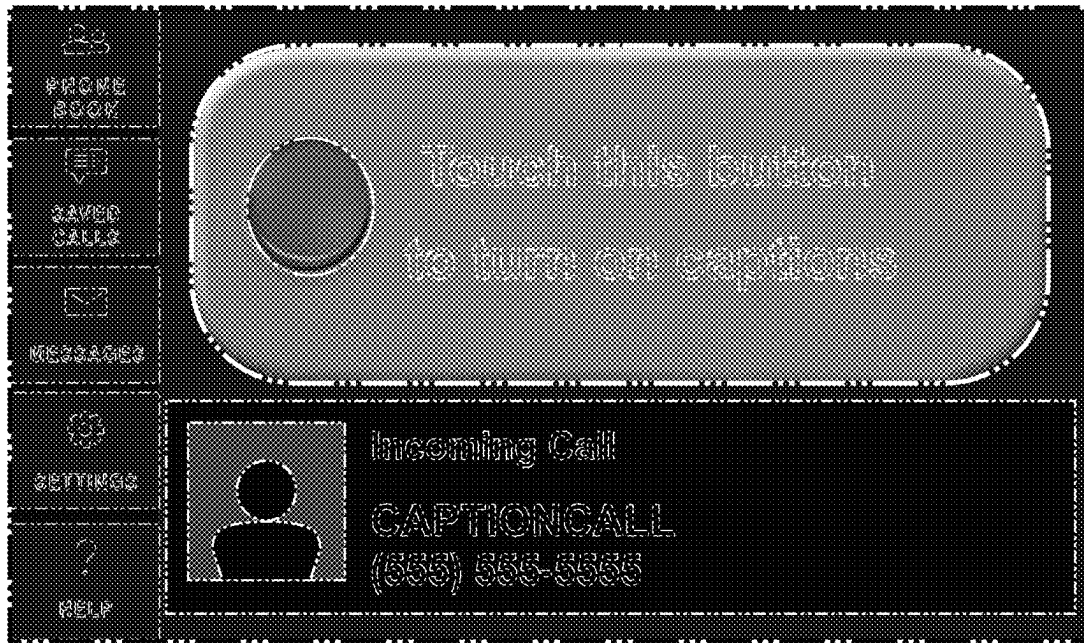 PHONE
BOOK
SAVED
CALLS
MESSAGES
SETTINGS
HELP
Touch this button
to turn on captions
Incoming Call
CAPTIONCALL
(555) 555-5555